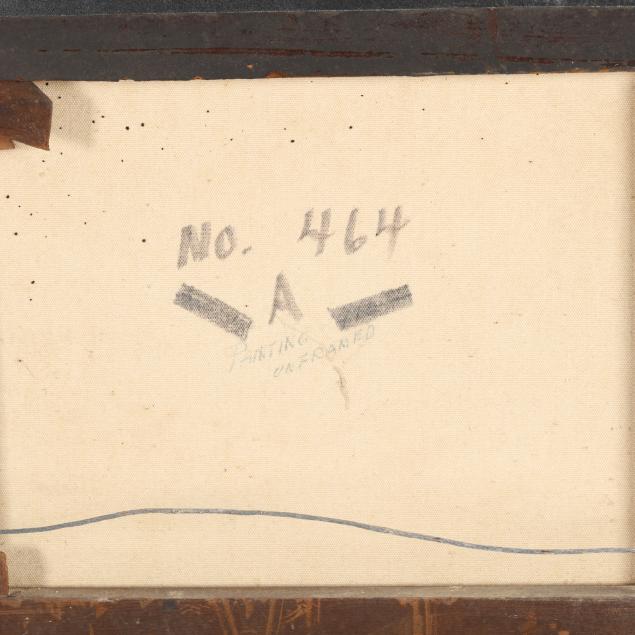 No. 464
A
PAINTING
UNFRAMED